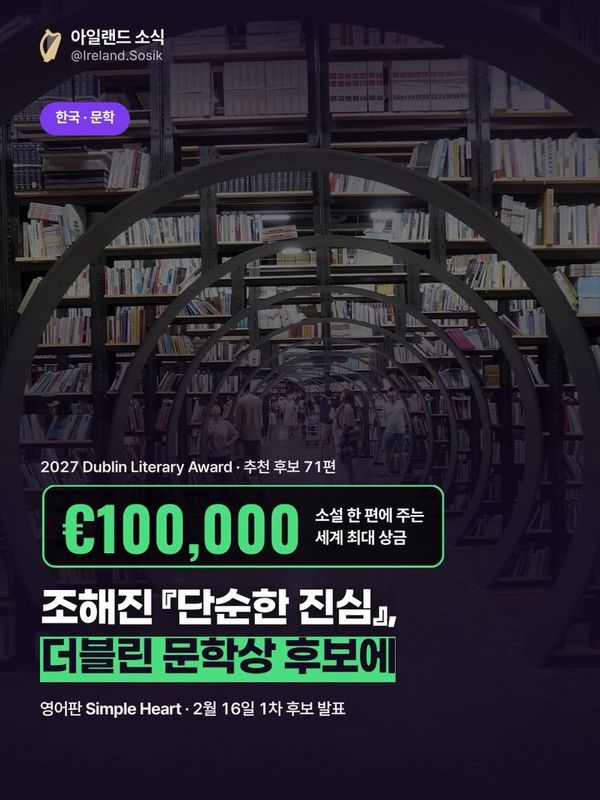 아일랜드 소식
@Ireland.Sosik
한국 · 문학
2027 Dublin Literary Award · 추천 후보 71편
€100,000
소설 한 편에 주는
세계 최대 상금
조해진 『단순한 진심』,
더블린 문학상 후보에
영어판 Simple Heart · 2월 16일 1차 후보 발표